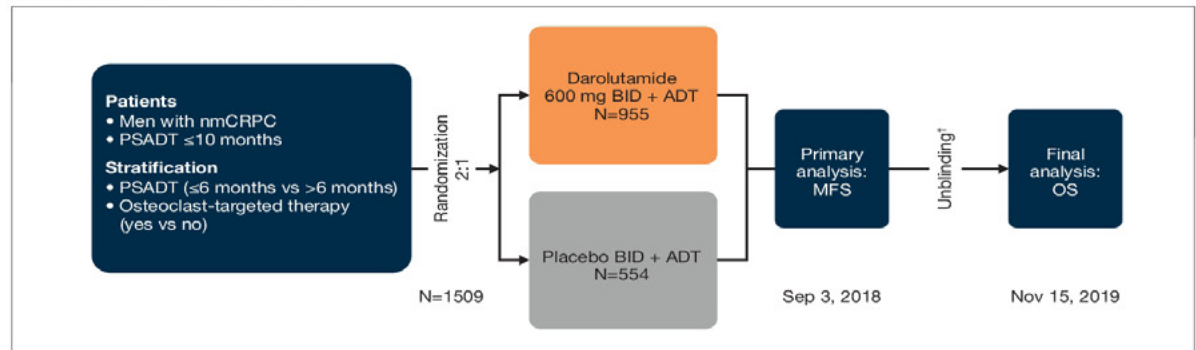 Patients
• Men with nmCRPC
• PSADT ≤10 months
Stratification
• PSADT (≤6 months vs >6 months)
• Osteoclast-targeted therapy
(yes vs no)
Randomization
2:1
N=1509
Darolutamide
600 mg BID + ADT
N=955
Placebo BID + ADT
N=554
Primary
analysis:
MFS
Sep 3, 2018
Unblinding†
Final
analysis:
OS
Nov 15, 2019